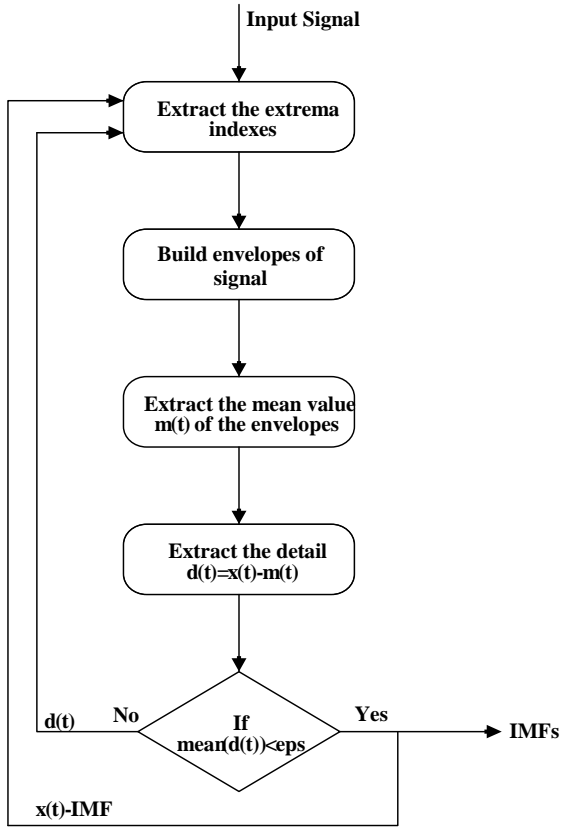 Input Signal
Extract the extrema
indexes
Build envelopes of
signal
Extract the mean value
m(t) of the envelopes
Extract the detail
d(t)=x(t)-m(t)
d(t)
No
If
mean(d(t))<eps
Yes
IMFs
x(t)-IMF